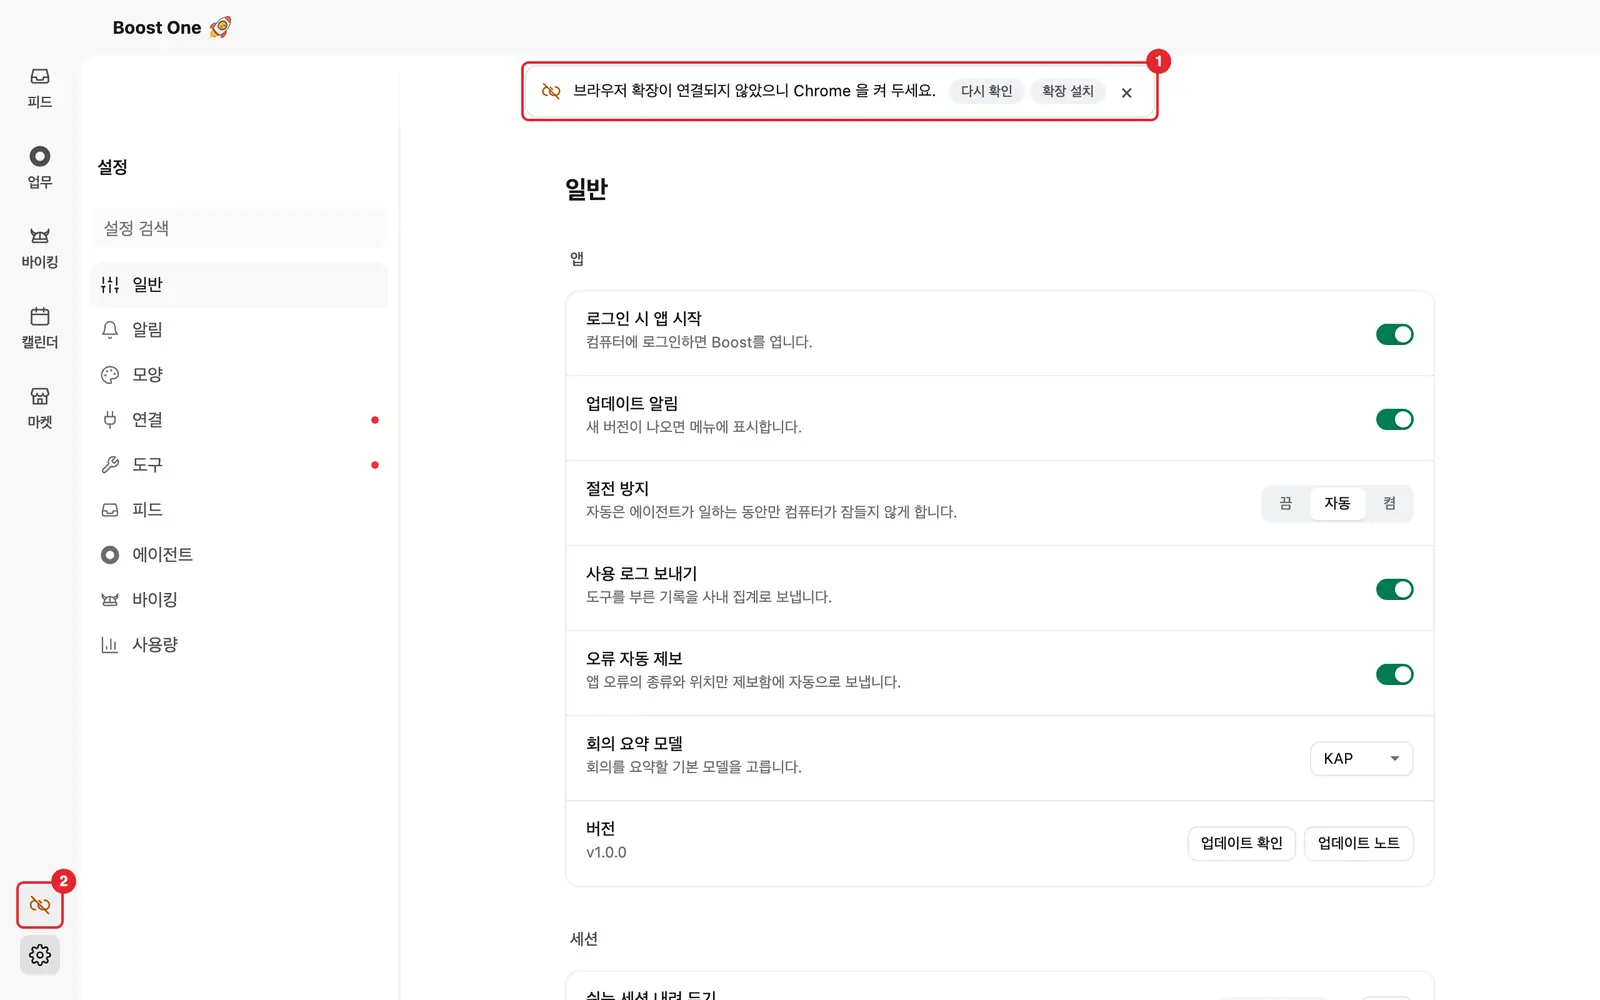 Boost One 🚀
피드
업무
바이킹
캘린더
마켓
2
설정
설정 검색
일반
알림
모양
연결
도구
피드
에이전트
바이킹
사용량
1
브라우저 확장이 연결되지 않았으니 Chrome 을 켜 두세요. 다시 확인 확장 설치
일반
앱
로그인 시 앱 시작
컴퓨터에 로그인하면 Boost를 엽니다.
업데이트 알림
새 버전이 나오면 메뉴에 표시합니다.
절전 방지
자동은 에이전트가 일하는 동안만 컴퓨터가 잠들지 않게 합니다.
끔 자동 켬
사용 로그 보내기
도구를 부른 기록을 사내 집계로 보냅니다.
오류 자동 제보
앱 오류의 종류와 위치만 제보함에 자동으로 보냅니다.
회의 요약 모델
회의를 요약할 기본 모델을 고릅니다.
KAP
버전
v1.0.0
업데이트 확인 업데이트 노트
세션
쉬는 세션 내려 두기